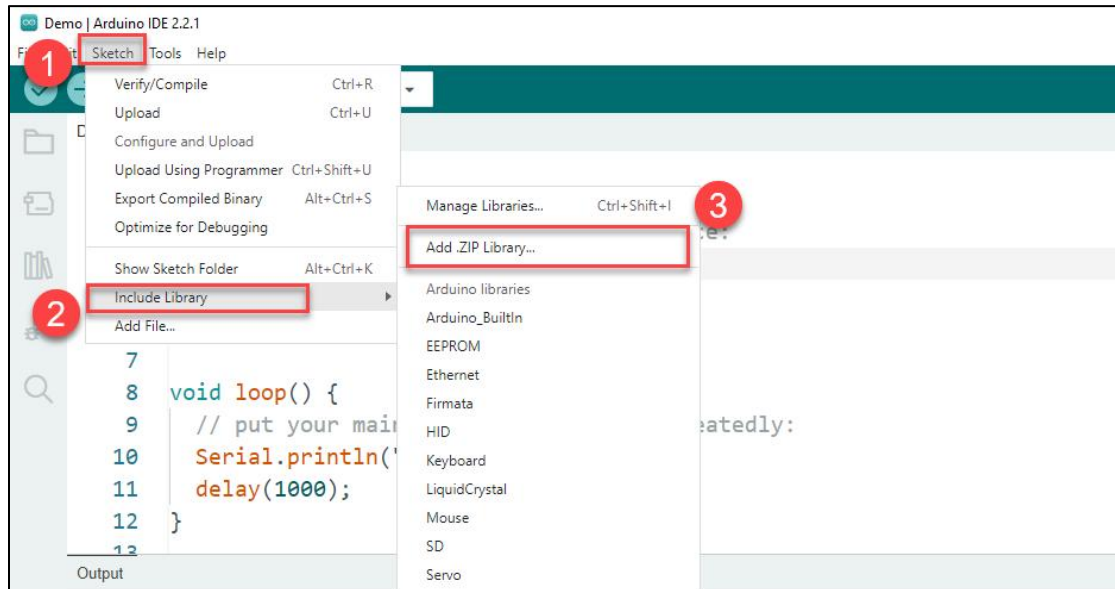 Demo | Arduino IDE 2.2.1
Sketch Tools Help
1
Verify/Compile Ctrl+R
Upload Ctrl+U
Configure and Upload
Upload Using Programmer Ctrl+Shift+U
Export Compiled Binary Alt+Ctrl+S
Optimize for Debugging
Show Sketch Folder Alt+Ctrl+K
Include Library
2
Add File...
Manage Libraries... Ctrl+Shift+I
3
Add .ZIP Library...
Arduino libraries
Arduino_BuiltIn
EEPROM
Ethernet
Firmata
HID
Keyboard
LiquidCrystal
Mouse
SD
Servo
7
8 void loop() {
9 // put your main eatedly:
10 Serial.println("
11 delay(1000);
12 }
13
Output